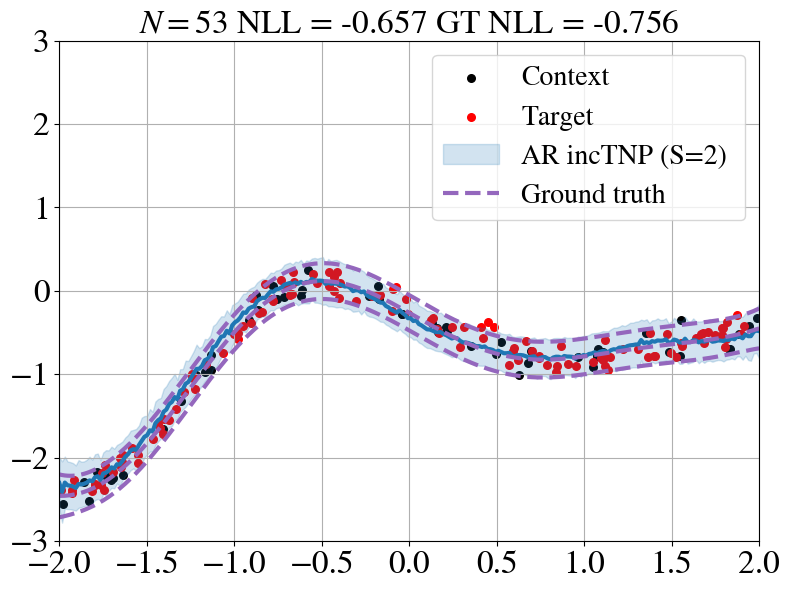 N = 53 NLL = -0.657 GT NLL = -0.756
3
2
1
0
−1
−2
−3
Context
Target
AR incTNP (S=2)
Ground truth
−2.0 −1.5 −1.0 −0.5 0.0 0.5 1.0 1.5 2.0